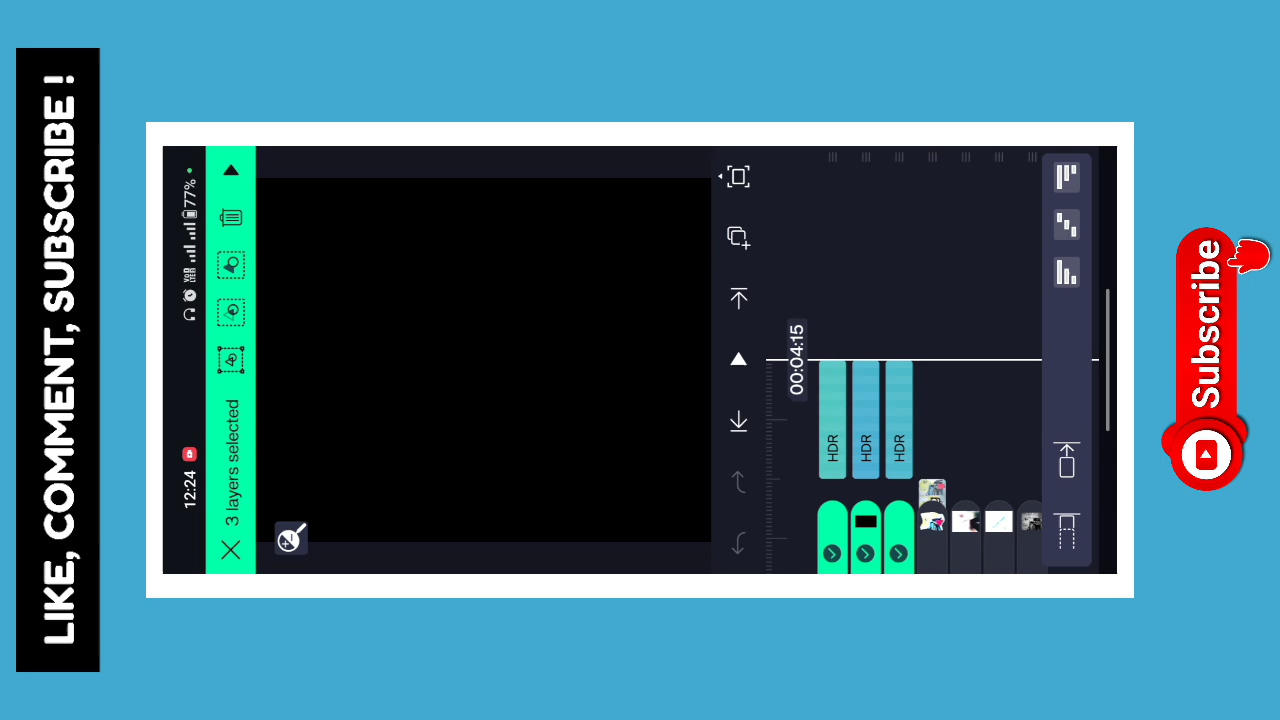 LIKE, COMMENT, SUBSCRIBE !
12:24
77%
3 layers selected
00:04:15
HDR
HDR
HDR
Subscribe